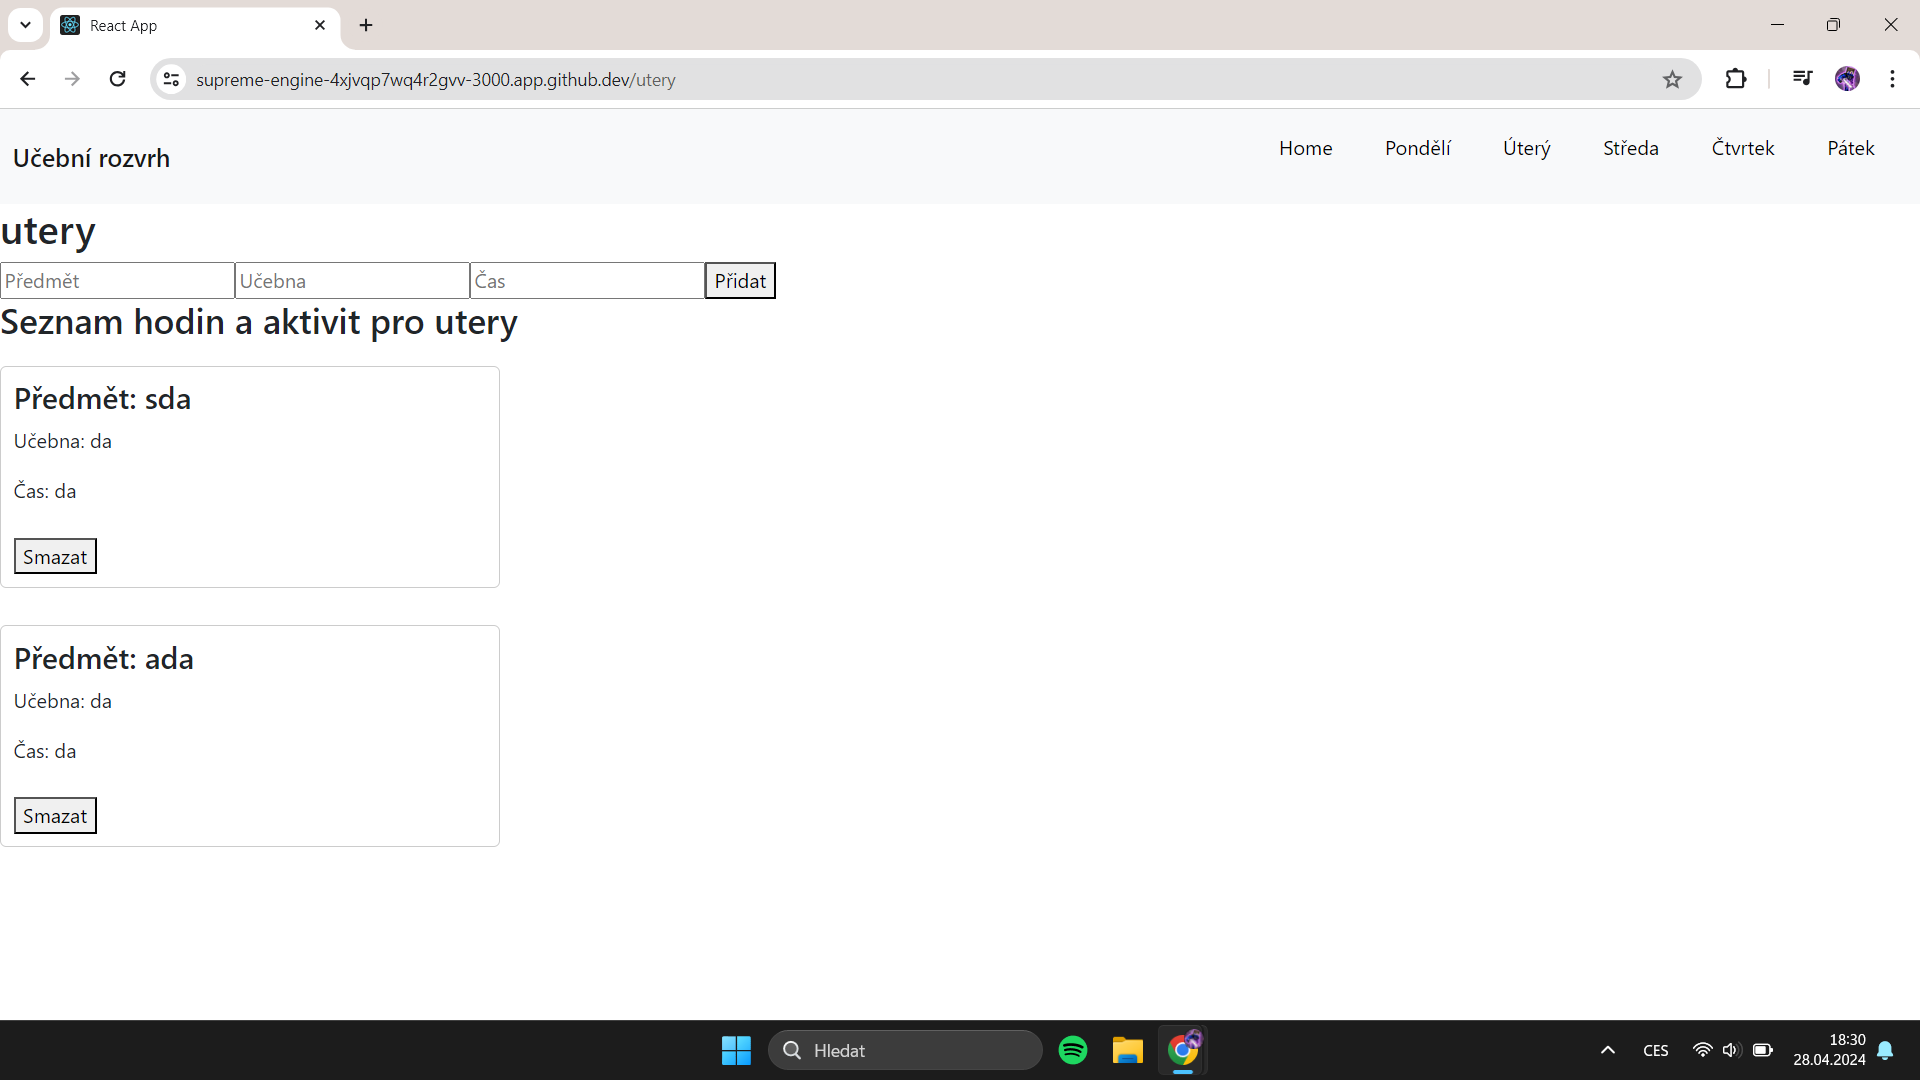 React App
supreme-engine-4xjvqp7wq4r2gvv-3000.app.github.dev/utery
Učební rozvrh
Home Pondělí Úterý Středa Čtvrtek Pátek
utery
Předmět Učebna Čas Přidat
Seznam hodin a aktivit pro utery
Předmět: sda
Učebna: da
Čas: da
Smazat
Předmět: ada
Učebna: da
Čas: da
Smazat
Hledat
CES
18:30
28.04.2024